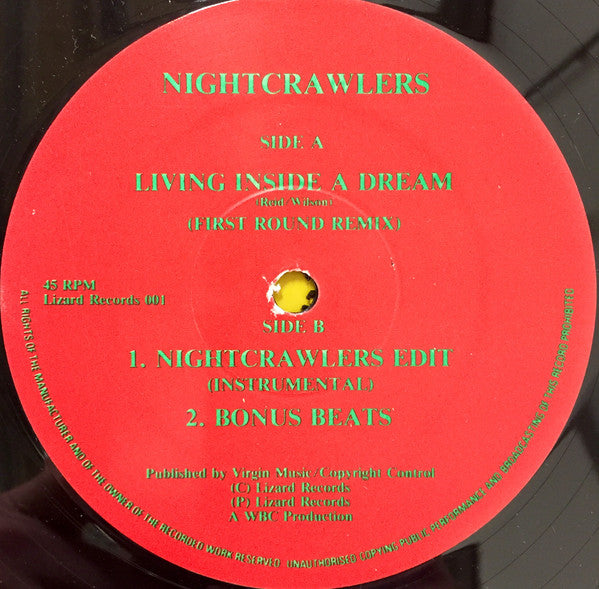 NIGHTCRAWLERS
SIDE A
LIVING INSIDE A DREAM
(Reid/Wilson)
(FIRST ROUND REMIX)
45 RPM
Lizard Records 001
SIDE B
1. NIGHTCRAWLERS EDIT
(INSTRUMENTAL)
2. BONUS BEATS
Published by Virgin Music/Copyright Control
(C) Lizard Records
(P) Lizard Records
A WBC Production
ALL RIGHTS OF THE MANUFACTURER AND OF THE OWNER OF THE RECORDED WORK RESERVED. UNAUTHORISED COPYING PUBLIC PERFORMANCE AND BROADCASTING OF THIS RECORD PROHIBITED